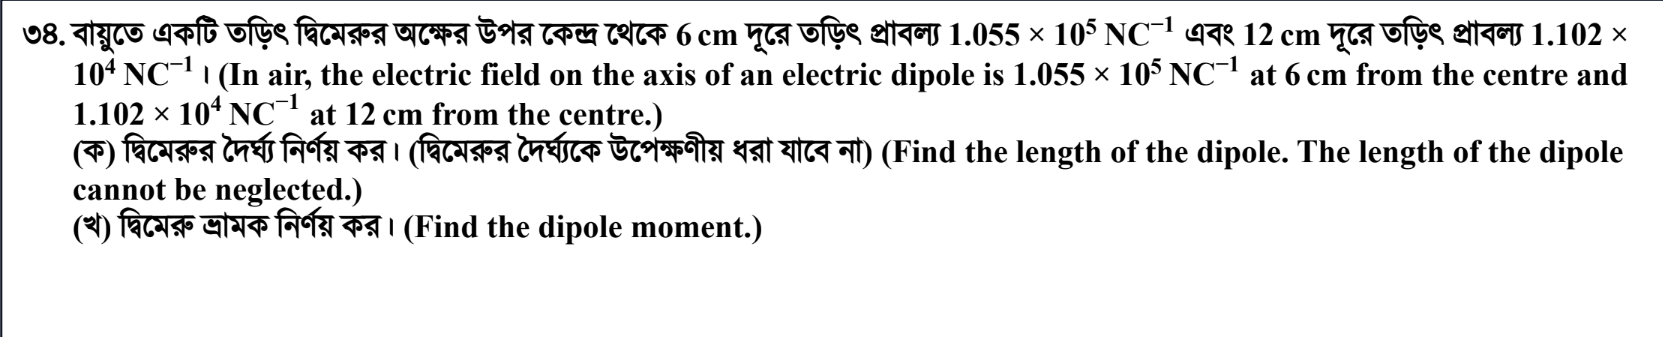 ৩৪. বায়ুতে একটি তড়িৎ দ্বিমেরুর অক্ষের উপর কেন্দ্র থেকে 6 cm দূরে তড়িৎ প্রাবল্য 1.055 × 10⁵ NC⁻¹ এবং 12 cm দূরে তড়িৎ প্রাবল্য 1.102 ×
10⁴ NC⁻¹ । (In air, the electric field on the axis of an electric dipole is 1.055 × 10⁵ NC⁻¹ at 6 cm from the centre and
1.102 × 10⁴ NC⁻¹ at 12 cm from the centre.)
(ক) দ্বিমেরুর দৈর্ঘ্য নির্ণয় কর। (দ্বিমেরুর দৈর্ঘ্যকে উপেক্ষণীয় ধরা যাবে না) (Find the length of the dipole. The length of the dipole
cannot be neglected.)
(খ) দ্বিমেরু ভ্রামক নির্ণয় কর। (Find the dipole moment.)